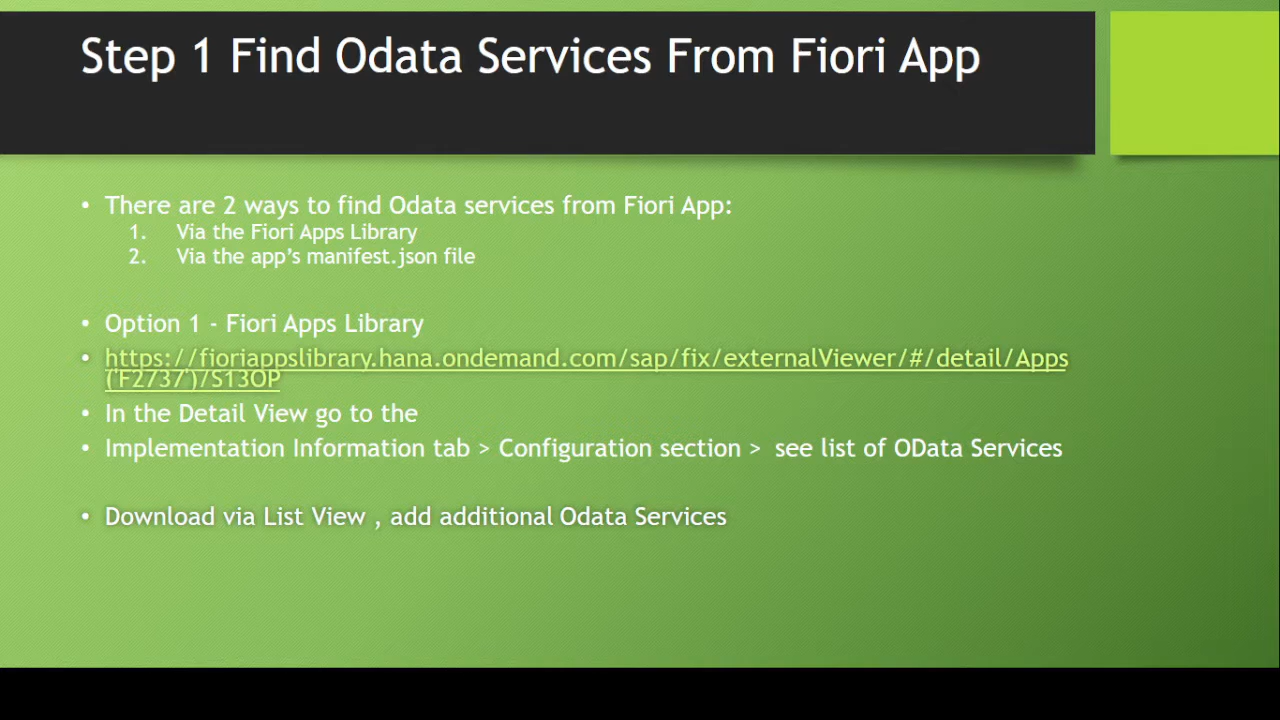 Step 1 Find Odata Services From Fiori App
• There are 2 ways to find Odata services from Fiori App:
1. Via the Fiori Apps Library
2. Via the app’s manifest.json file
• Option 1 - Fiori Apps Library
• https://fioriappslibrary.hana.ondemand.com/sap/fix/externalViewer/#/detail/Apps
('F2737')/S13OP
• In the Detail View go to the
• Implementation Information tab > Configuration section > see list of OData Services
• Download via List View , add additional Odata Services